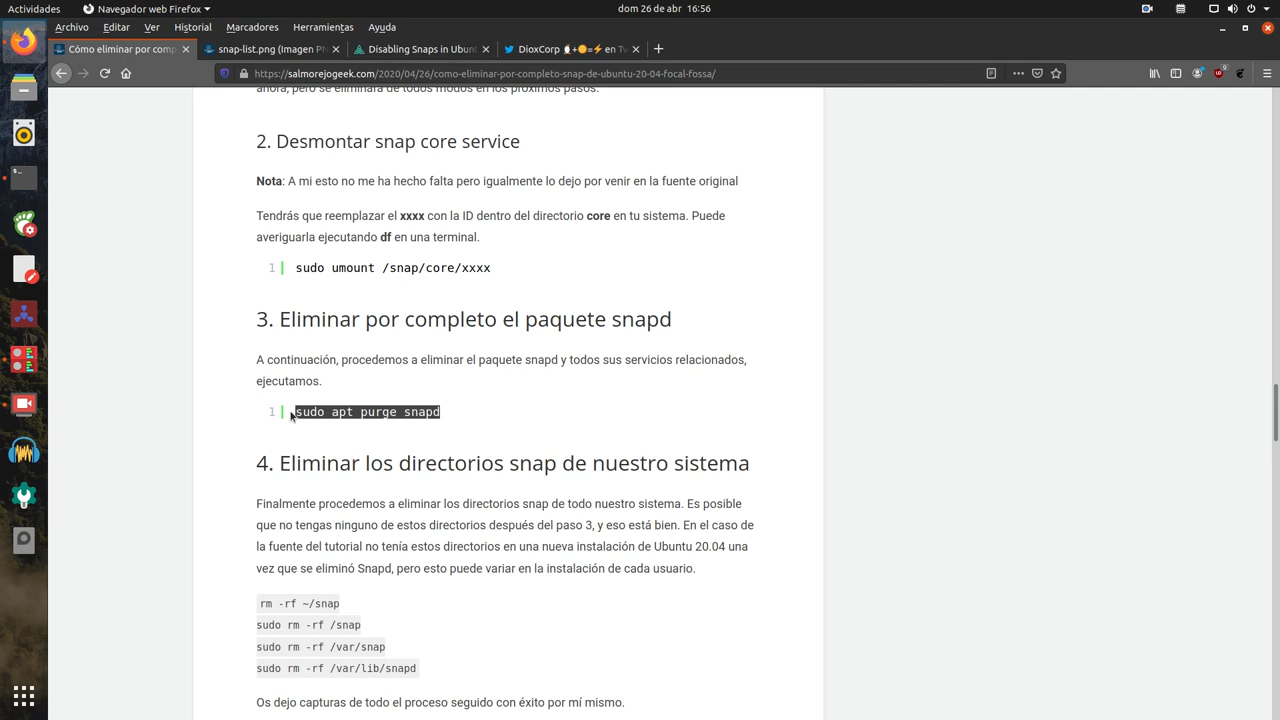 Actividades Navegador web Firefox dom 26 de abr 16:56
Archivo Editar Ver Historial Marcadores Herramientas Ayuda
Cómo eliminar por comp snap-list.png (Imagen PN Disabling Snaps in Ubunt DioxCorp en Tw
https://salmorejogeek.com/2020/04/26/como-eliminar-por-completo-snap-de-ubuntu-20-04-focal-fossa/
ahora, pero se eliminará de todos modos en los próximos pasos.
2. Desmontar snap core service
Nota: A mi esto no me ha hecho falta pero igualmente lo dejo por venir en la fuente original
Tendrás que reemplazar el xxxx con la ID dentro del directorio core en tu sistema. Puede
averiguarla ejecutando df en una terminal.
1 sudo umount /snap/core/xxxx
3. Eliminar por completo el paquete snapd
A continuación, procedemos a eliminar el paquete snapd y todos sus servicios relacionados,
ejecutamos.
1 sudo apt purge snapd
4. Eliminar los directorios snap de nuestro sistema
Finalmente procedemos a eliminar los directorios snap de todo nuestro sistema. Es posible
que no tengas ninguno de estos directorios después del paso 3, y eso está bien. En el caso de
la fuente del tutorial no tenía estos directorios en una nueva instalación de Ubuntu 20.04 una
vez que se eliminó Snapd, pero esto puede variar en la instalación de cada usuario.
rm -rf ~/snap
sudo rm -rf /snap
sudo rm -rf /var/snap
sudo rm -rf /var/lib/snapd
Os dejo capturas de todo el proceso seguido con éxito por mí mismo.